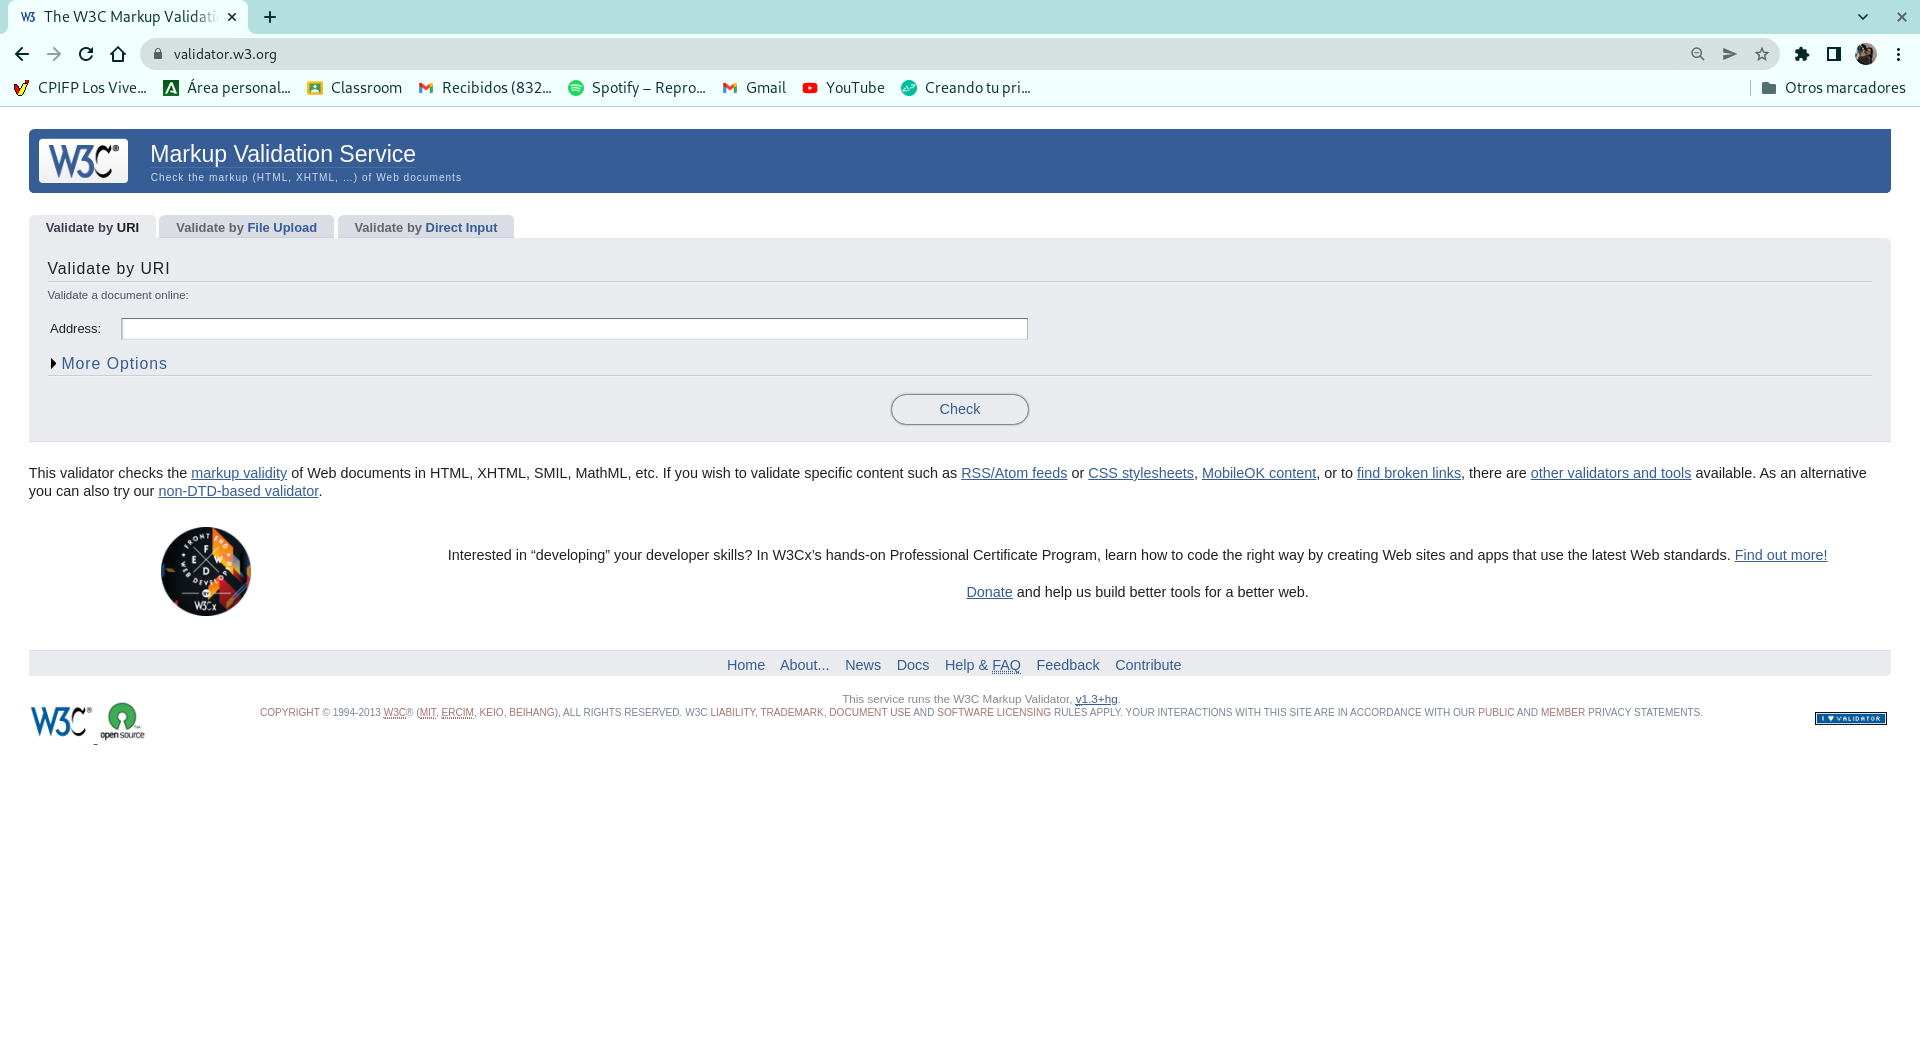 W3 The W3C Markup Validati
validator.w3.org
CPIFP Los Vive... Área personal... Classroom Recibidos (832... Spotify – Repro... Gmail YouTube Creando tu pri... Otros marcadores
W3C® Markup Validation Service
Check the markup (HTML, XHTML, …) of Web documents
Validate by URI Validate by File Upload Validate by Direct Input
Validate by URI
Validate a document online:
Address:
More Options
Check
This validator checks the markup validity of Web documents in HTML, XHTML, SMIL, MathML, etc. If you wish to validate specific content such as RSS/Atom feeds or CSS stylesheets, MobileOK content, or to find broken links, there are other validators and tools available. As an alternative
you can also try our non-DTD-based validator.
FRONT END
WEB DEVELOPER
F E W D
W3Cx
Interested in “developing” your developer skills? In W3Cx’s hands-on Professional Certificate Program, learn how to code the right way by creating Web sites and apps that use the latest Web standards. Find out more!
Donate and help us build better tools for a better web.
Home About... News Docs Help & FAQ Feedback Contribute
W3C® open source
This service runs the W3C Markup Validator, v1.3+hg.
COPYRIGHT © 1994-2013 W3C® (MIT, ERCIM, KEIO, BEIHANG), ALL RIGHTS RESERVED. W3C LIABILITY, TRADEMARK, DOCUMENT USE AND SOFTWARE LICENSING RULES APPLY. YOUR INTERACTIONS WITH THIS SITE ARE IN ACCORDANCE WITH OUR PUBLIC AND MEMBER PRIVACY STATEMENTS.
I ♥ VALIDATOR